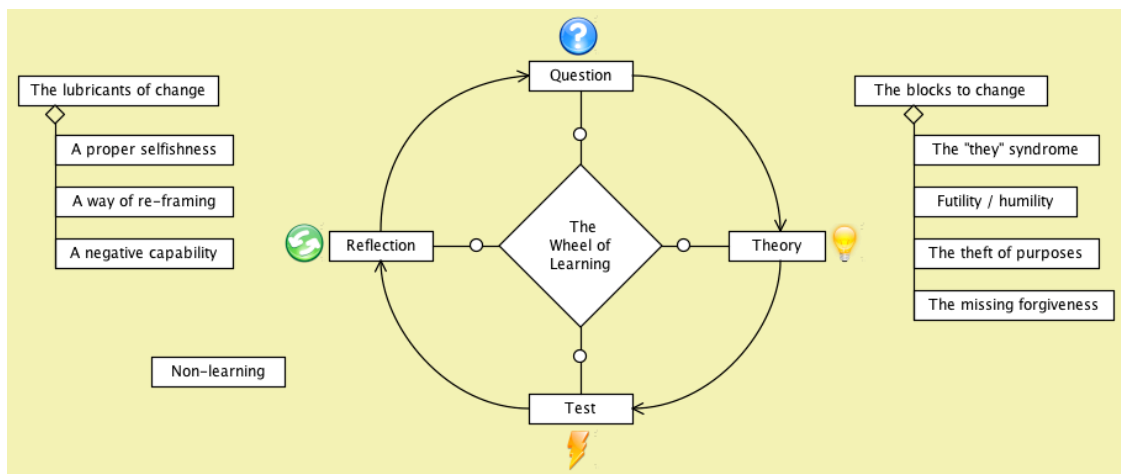 ?
Question
The lubricants of change
A proper selfishness
A way of re-framing
A negative capability
The blocks to change
The "they" syndrome
Futility / humility
The theft of purposes
The missing forgiveness
Reflection
The
Wheel of
Learning
Theory
Non-learning
Test